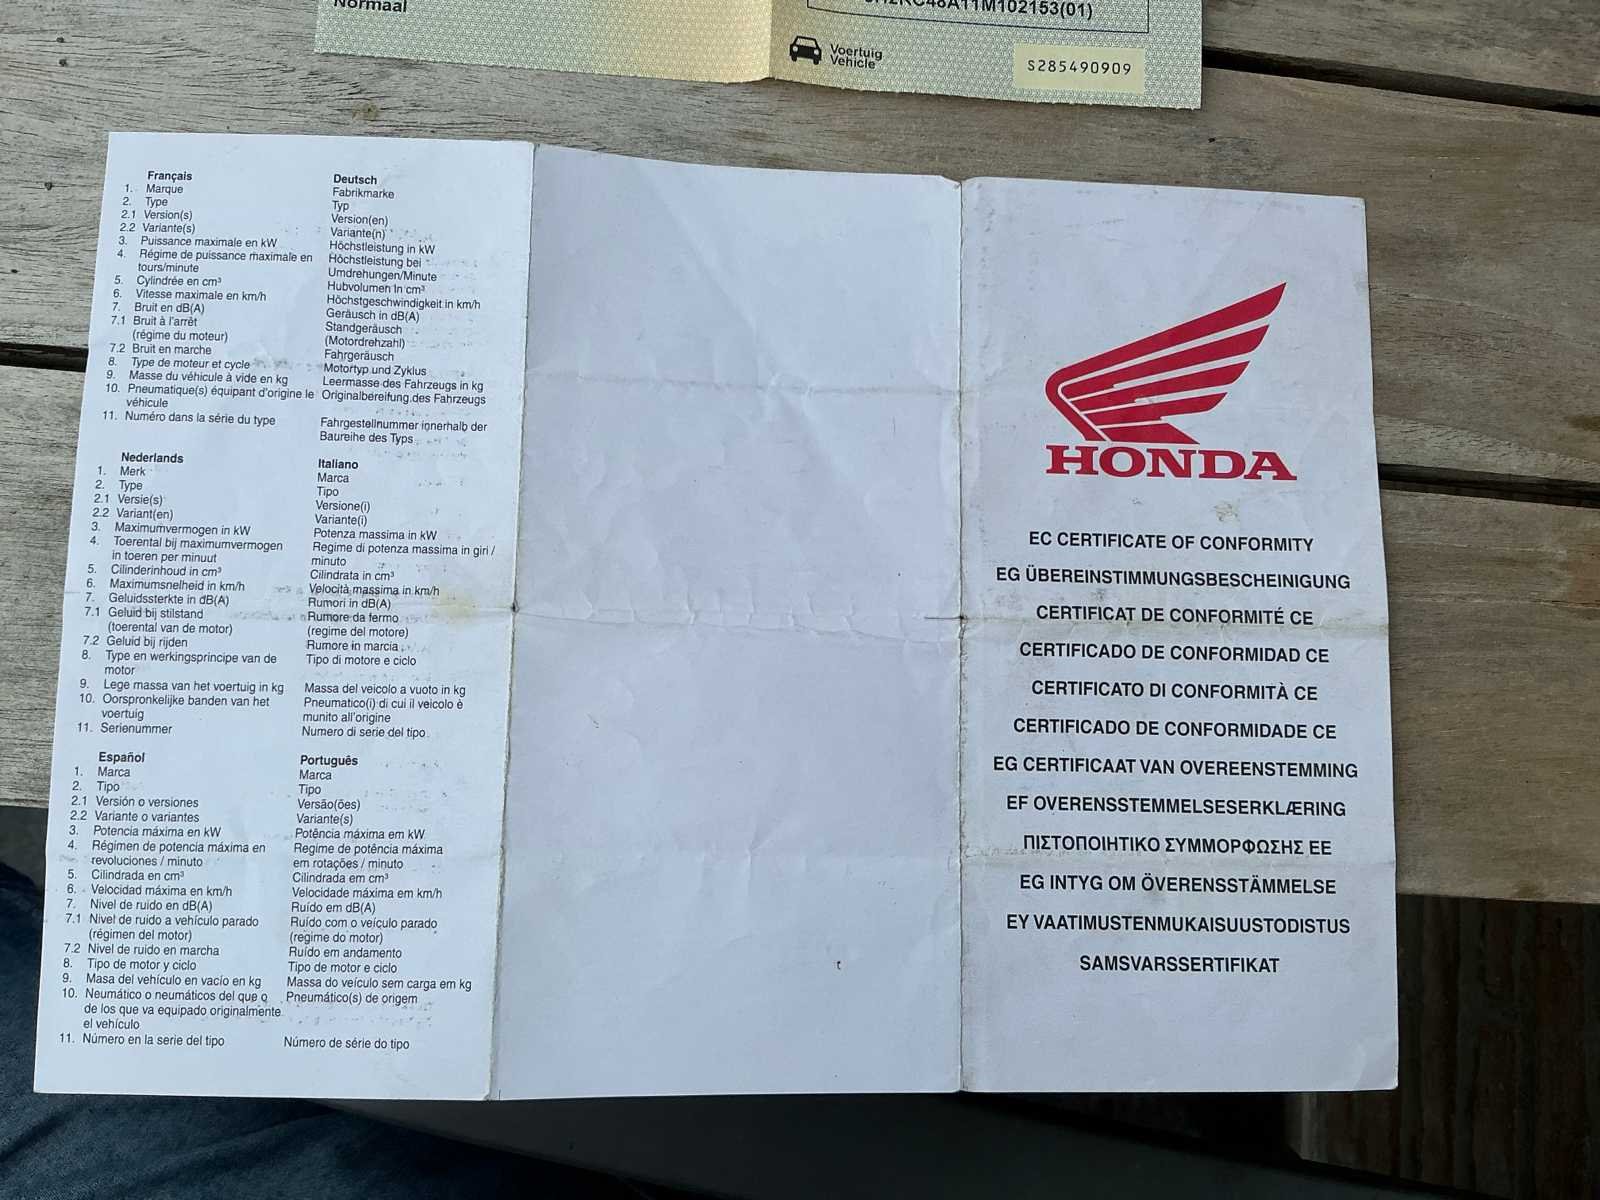 Normaal
Voertuig
Vehicle
S285490909
Français
1. Marque
2. Type
2.1 Version(s)
2.2 Variante(s)
3. Puissance maximale en kW
4. Régime de puissance maximale en
tours/minute
5. Cylindrée en cm³
6. Vitesse maximale en km/h
7. Bruit en dB(A)
7.1 Bruit à l'arrêt
(régime du moteur)
7.2 Bruit en marche
8. Type de moteur et cycle
9. Masse du véhicule à vide en kg
10. Pneumatique(s) équipant d'origine le
véhicule
11. Numéro dans la série du type
Deutsch
Fabrikmarke
Typ
Version(en)
Variante(n)
Höchstleistung in kW
Höchstleistung bei
Umdrehungen/Minute
Hubvolumen in cm³
Höchstgeschwindigkeit in km/h
Geräusch in dB(A)
Standgeräusch
(Motordrehzahl)
Fahrgeräusch
Motortyp und Zyklus
Leermasse des Fahrzeugs in kg
Originalbereifung des Fahrzeugs
Fahrgestellnummer innerhalb der
Baureihe des Typs
Nederlands
1. Merk
2. Type
2.1 Versie(s)
2.2 Variant(en)
3. Maximumvermogen in kW
4. Toerental bij maximumvermogen
in toeren per minuut
5. Cilinderinhoud in cm³
6. Maximumsnelheid in km/h
7. Geluidssterkte in dB(A)
7.1 Geluid bij stilstand
(toerental van de motor)
7.2 Geluid bij rijden
8. Type en werkingsprincipe van de
motor
9. Lege massa van het voertuig in kg
10. Oorspronkelijke banden van het
voertuig
11. Serienummer
Italiano
Marca
Tipo
Versione(i)
Variante(i)
Potenza massima in kW
Regime di potenza massima in giri /
minuto
Cilindrata in cm³
Velocità massima in km/h
Rumori in dB(A)
Rumore da fermo
(regime del motore)
Rumore in marcia
Tipo di motore e ciclo
Massa del veicolo a vuoto in kg
Pneumatico(i) di cui il veicolo è
munito all'origine
Numero di serie del tipo
Español
1. Marca
2. Tipo
2.1 Versión o versiones
2.2 Variante o variantes
3. Potencia máxima en kW
4. Régimen de potencia máxima en
revoluciones / minuto
5. Cilindrada en cm³
6. Velocidad máxima en km/h
7. Nivel de ruido en dB(A)
7.1 Nivel de ruido a vehículo parado
(régimen del motor)
7.2 Nivel de ruido en marcha
8. Tipo de motor y ciclo
9. Masa del vehículo en vacío en kg
10. Neumático o neumáticos del que o
de los que va equipado originalmente
el vehículo
11. Número en la serie del tipo
Português
Marca
Tipo
Versão(ões)
Variante(s)
Potência máxima em kW
Regime de potência máxima
em rotações / minuto
Cilindrada em cm³
Velocidade máxima em km/h
Ruído em dB(A)
Ruído com o veículo parado
(regime do motor)
Ruído em andamento
Tipo de motor e ciclo
Massa do veículo sem carga em kg
Pneumático(s) de origem
Número de série do tipo
HONDA
EC CERTIFICATE OF CONFORMITY
EG ÜBEREINSTIMMUNGSBESCHEINIGUNG
CERTIFICAT DE CONFORMITÉ CE
CERTIFICADO DE CONFORMIDAD CE
CERTIFICATO DI CONFORMITÀ CE
CERTIFICADO DE CONFORMIDADE CE
EG CERTIFICAAT VAN OVEREENSTEMMING
EF OVERENSSTEMMELSESERKLÆRING
ΠΙΣΤΟΠΟΙΗΤΙΚΟ ΣΥΜΜΟΡΦΩΣΗΣ ΕΕ
EG INTYG OM ÖVERENSSTÄMMELSE
EY VAATIMUSTENMUKAISUUSTODISTUS
SAMSVARSSERTIFIKAT